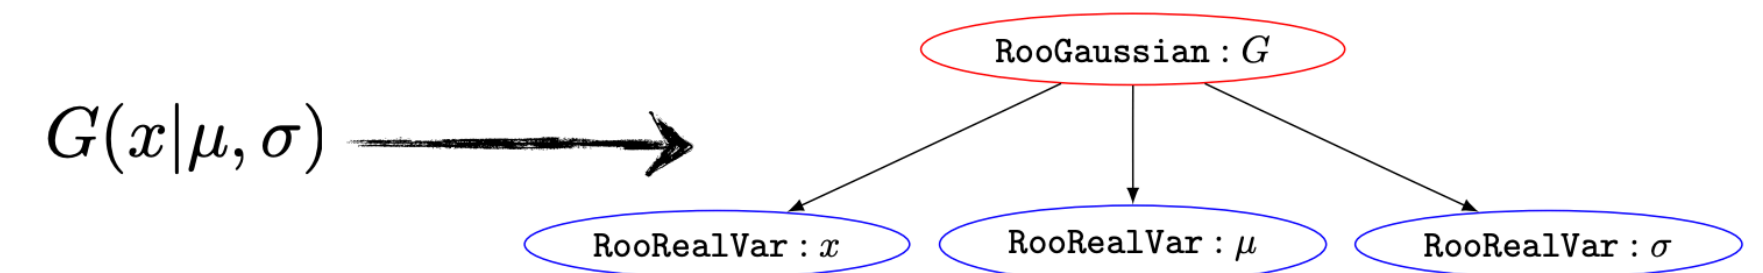 RooGaussian : G
G(x|μ, σ)
RooRealVar : x
RooRealVar : μ
RooRealVar : σ